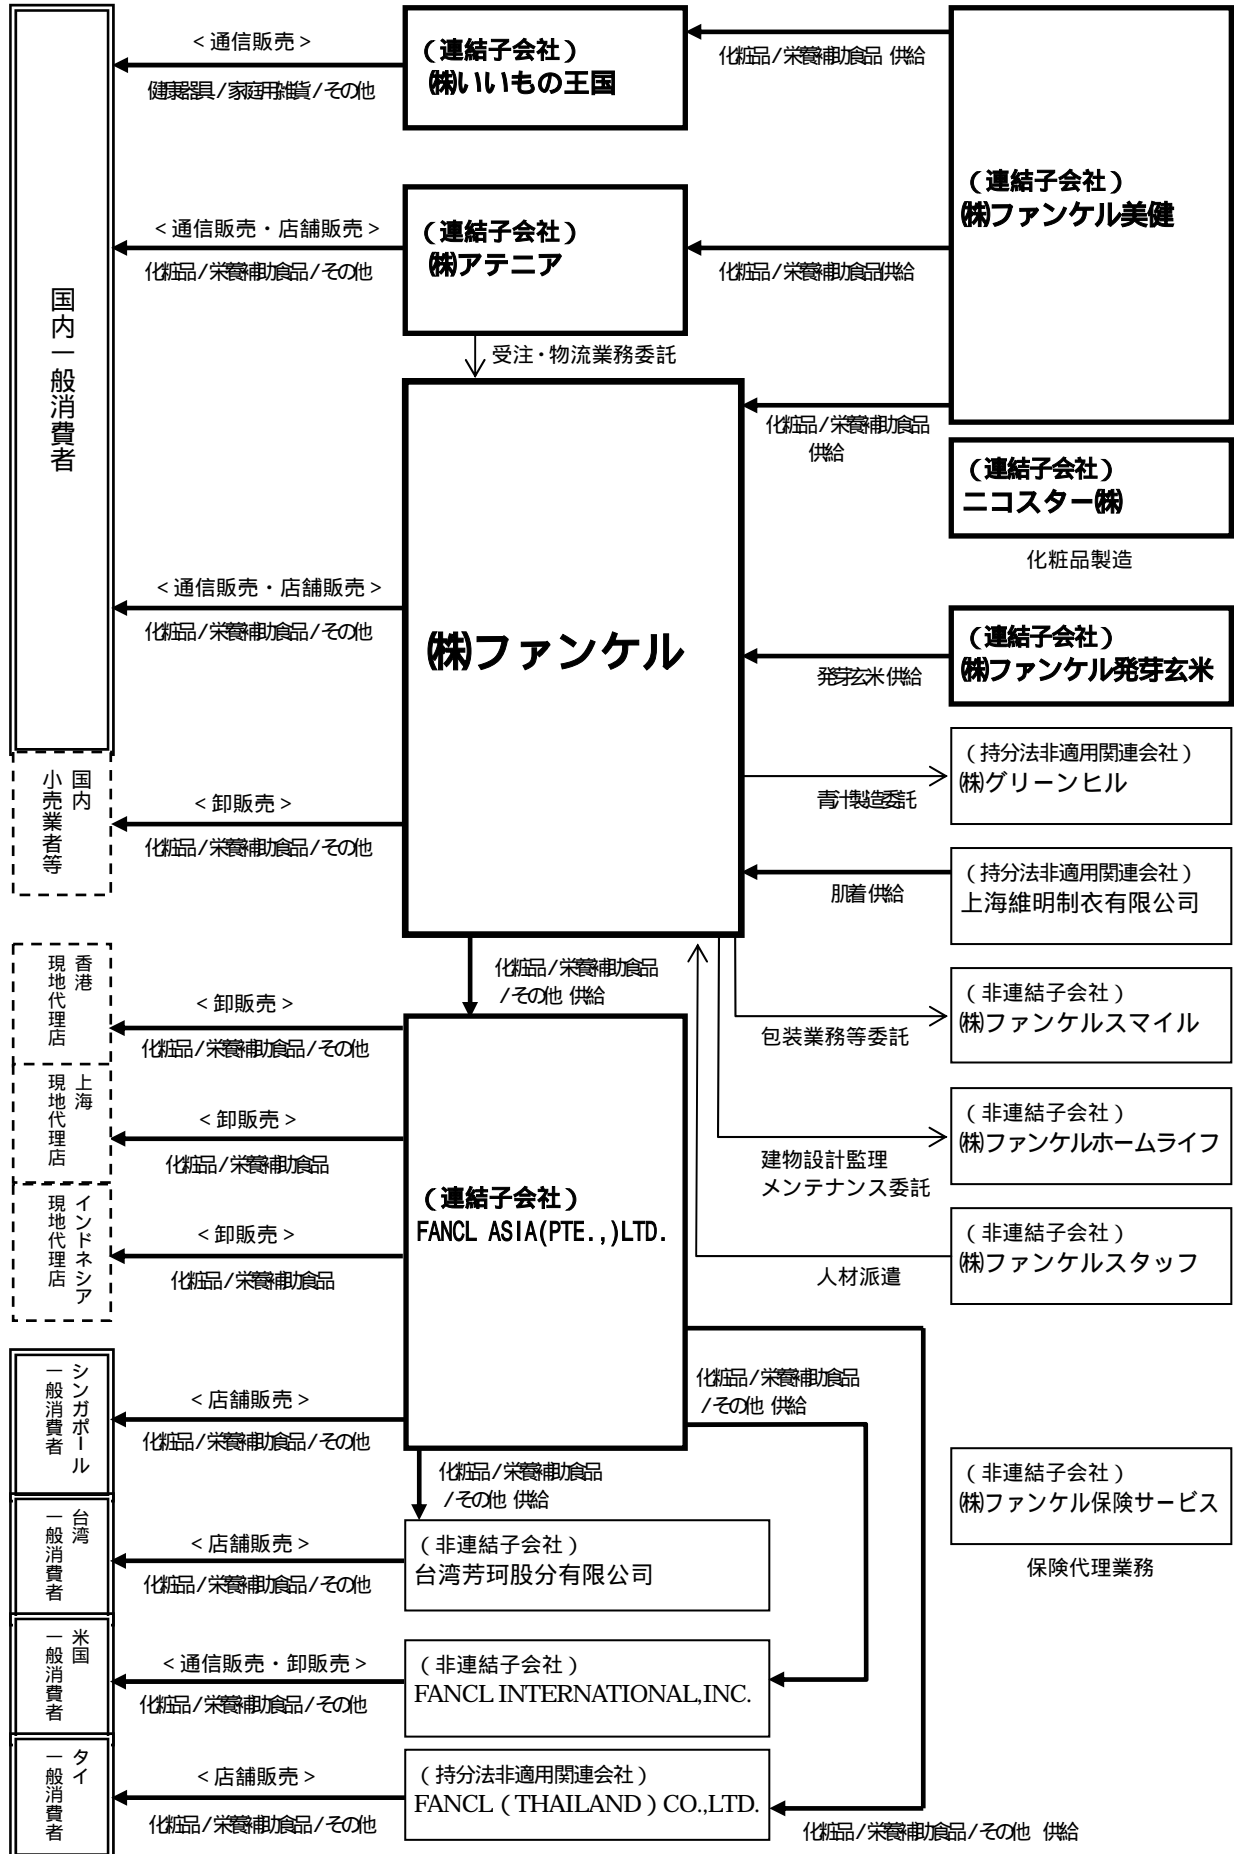 <通信販売>
健康器具/家庭用雑貨/その他
(連結子会社)
㈱いいもの王国
化粧品/栄養補助食品 供給
(連結子会社)
㈱ファンケル美健
<通信販売・店舗販売>
化粧品/栄養補助食品/その他
(連結子会社)
㈱アテニア
化粧品/栄養補助食品供給
国内一般消費者
受注・物流業務委託
化粧品/栄養補助食品
供給
(連結子会社)
ニコスター㈱
化粧品製造
<通信販売・店舗販売>
化粧品/栄養補助食品/その他
㈱ファンケル
発芽玄米供給
(連結子会社)
㈱ファンケル発芽玄米
国内
小売業者等
<卸販売>
化粧品/栄養補助食品/その他
青汁製造委託
(持分法非適用関連会社)
㈱グリーンヒル
肌着供給
(持分法非適用関連会社)
上海維明制衣有限公司
化粧品/栄養補助食品
/その他 供給
香港
現地代理店
<卸販売>
化粧品/栄養補助食品/その他
包装業務等委託
(非連結子会社)
㈱ファンケルスマイル
上海
現地代理店
<卸販売>
化粧品/栄養補助食品
建物設計監理
メンテナンス委託
(非連結子会社)
㈱ファンケルホームライフ
(連結子会社)
FANCL ASIA(PTE.,)LTD.
インドネシア
現地代理店
<卸販売>
化粧品/栄養補助食品
人材派遣
(非連結子会社)
㈱ファンケルスタッフ
シンガポール
一般消費者
<店舗販売>
化粧品/栄養補助食品/その他
化粧品/栄養補助食品
/その他 供給
化粧品/栄養補助食品
/その他 供給
(非連結子会社)
㈱ファンケル保険サービス
保険代理業務
台湾
一般消費者
<店舗販売>
化粧品/栄養補助食品/その他
(非連結子会社)
台湾芳珂股分有限公司
米国
一般消費者
<通信販売・卸販売>
化粧品/栄養補助食品/その他
(非連結子会社)
FANCL INTERNATIONAL,INC.
タイ
一般消費者
<店舗販売>
化粧品/栄養補助食品/その他
(持分法非適用関連会社)
FANCL(THAILAND)CO.,LTD.
化粧品/栄養補助食品/その他 供給